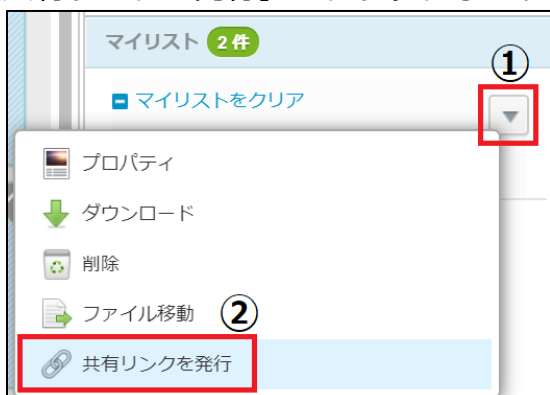 マイリスト 2件
①
マイリストをクリア
プロパティ
ダウンロード
削除
ファイル移動 ②
共有リンクを発行